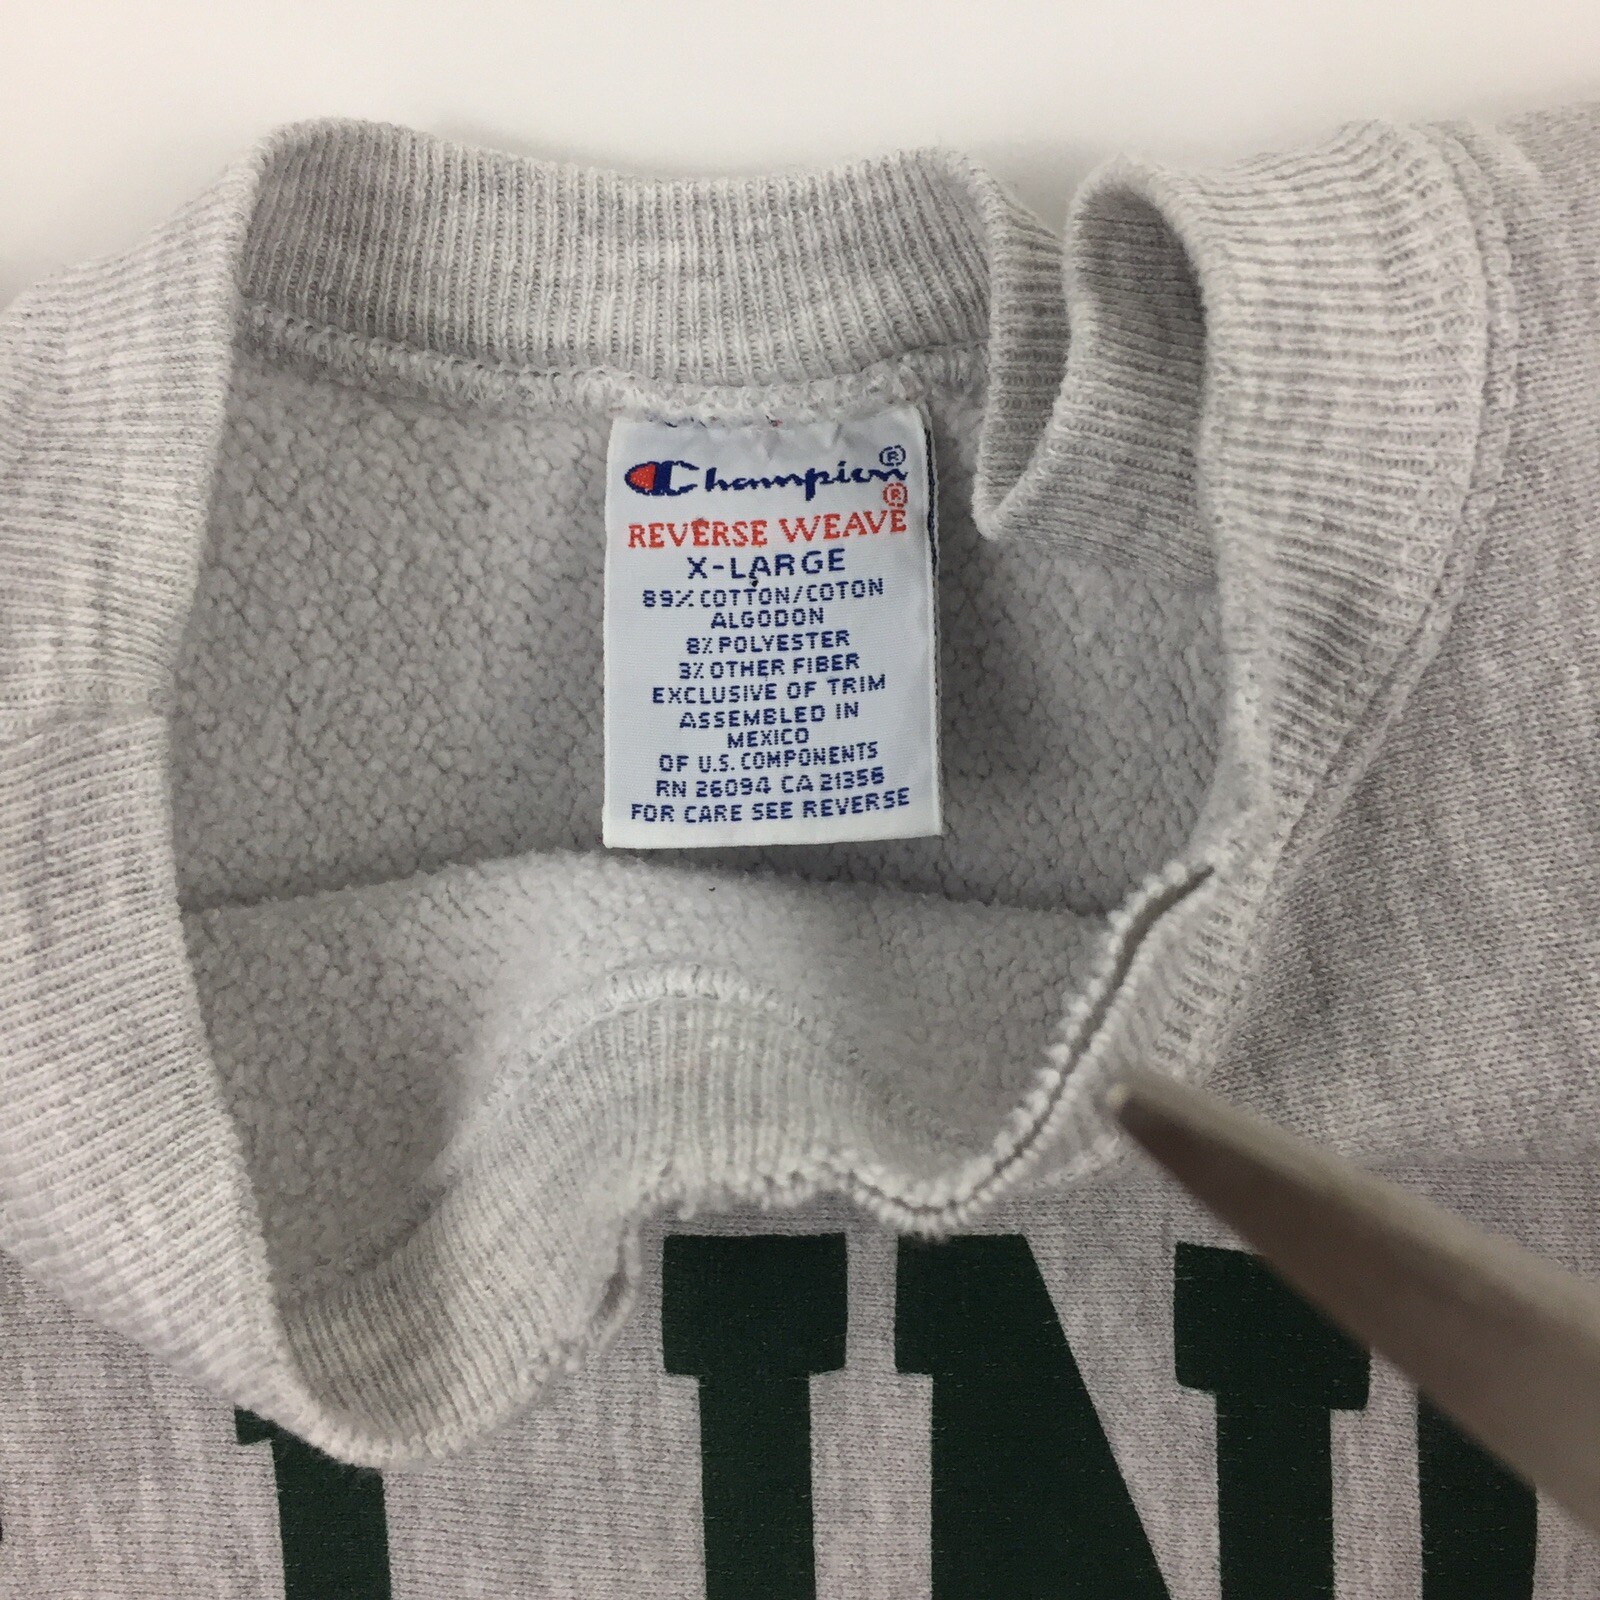 Champion®
REVERSE WEAVE®
X-LARGE
89% COTTON/COTON
ALGODON
8% POLYESTER
3% OTHER FIBER
EXCLUSIVE OF TRIM
ASSEMBLED IN
MEXICO
OF U.S. COMPONENTS
RN 26094 CA 21356
FOR CARE SEE REVERSE
IN